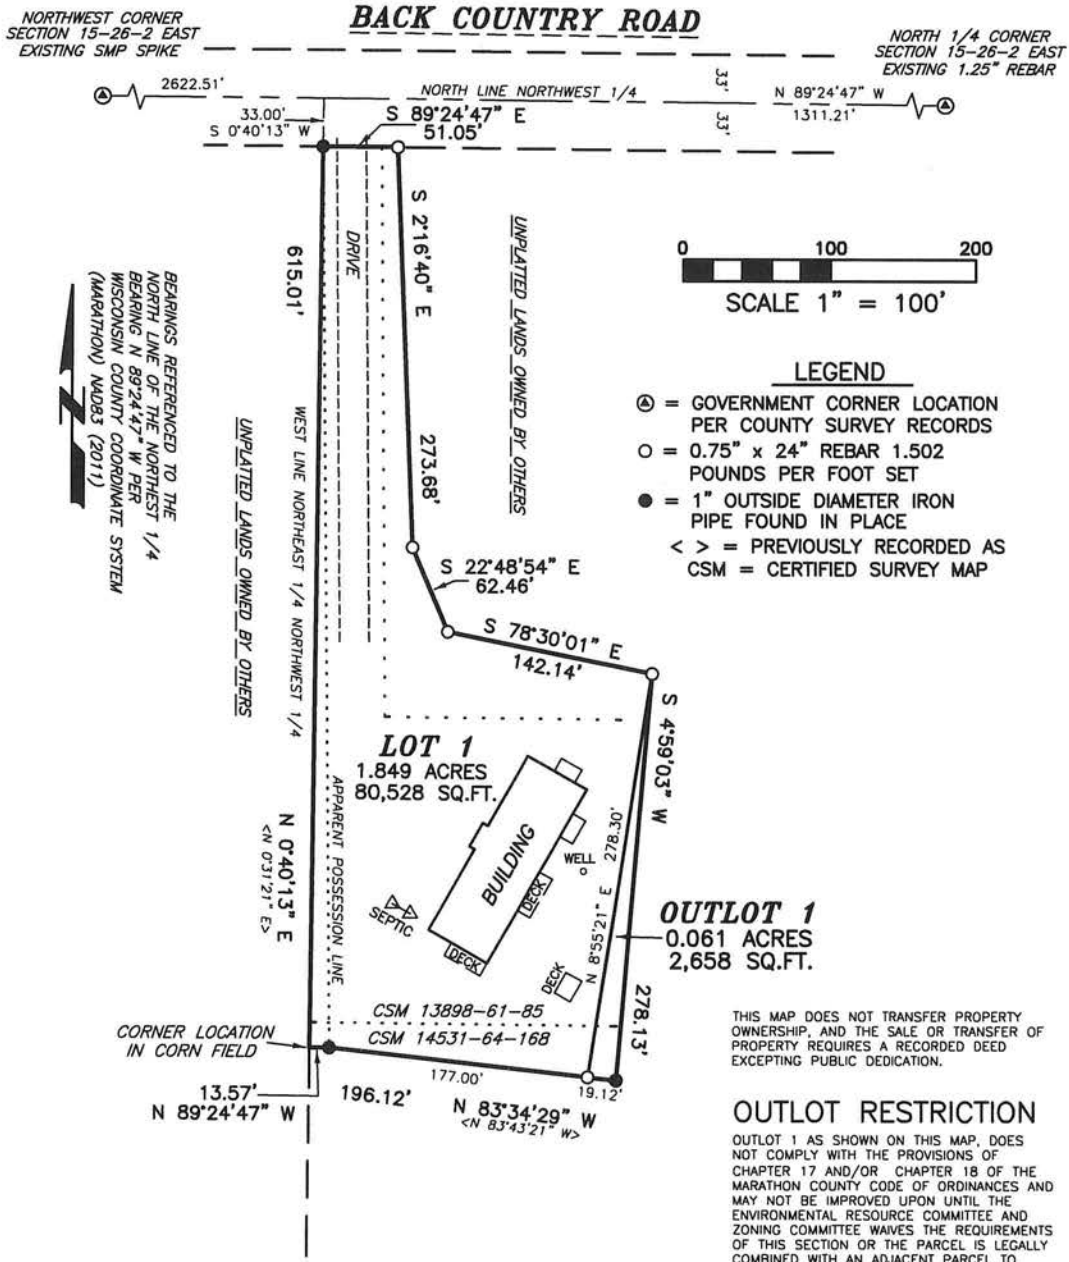 BACK COUNTRY ROAD
NORTHWEST CORNER
SECTION 15-26-2 EAST
EXISTING SMP SPIKE
NORTH 1/4 CORNER
SECTION 15-26-2 EAST
EXISTING 1.25" REBAR
2622.51'
NORTH LINE NORTHWEST 1/4
33'
33'
N 89°24'47" W
1311.21'
33.00'
S 0°40'13" W
S 89°24'47" E
51.05'
615.01'
DRIVE
S 2°16'40" E
273.68'
UNPLATTED LANDS OWNED BY OTHERS
0 100 200
SCALE 1" = 100'
BEARINGS REFERENCED TO THE
NORTH LINE OF THE NORTHEST 1/4
BEARING N 89°24'47" W PER
WISCONSIN COUNTY COORDINATE SYSTEM
(MARATHON) NAD83 (2011)
LEGEND
= GOVERNMENT CORNER LOCATION
PER COUNTY SURVEY RECORDS
= 0.75" x 24" REBAR 1.502
POUNDS PER FOOT SET
= 1" OUTSIDE DIAMETER IRON
PIPE FOUND IN PLACE
< > = PREVIOUSLY RECORDED AS
CSM = CERTIFIED SURVEY MAP
UNPLATTED LANDS OWNED BY OTHERS
WEST LINE NORTHEAST 1/4 NORTHWEST 1/4
S 22°48'54" E
62.46'
S 78°30'01" E
142.14'
S 4°59'03" W
278.13'
LOT 1
1.849 ACRES
80,528 SQ.FT.
APPARENT POSSESSION LINE
N 0°40'13" E
<N 0°31'21" E>
BUILDING
WELL
DECK
DECK
DECK
SEPTIC
278.30'
N 8°55'21" E
OUTLOT 1
0.061 ACRES
2,658 SQ.FT.
CSM 13898-61-85
CSM 14531-64-168
CORNER LOCATION
IN CORN FIELD
13.57'
N 89°24'47" W
177.00'
19.12'
196.12'
N 83°34'29" W
<N 83°43'21" W>
THIS MAP DOES NOT TRANSFER PROPERTY
OWNERSHIP, AND THE SALE OR TRANSFER OF
PROPERTY REQUIRES A RECORDED DEED
EXCEPTING PUBLIC DEDICATION.
OUTLOT RESTRICTION
OUTLOT 1 AS SHOWN ON THIS MAP, DOES
NOT COMPLY WITH THE PROVISIONS OF
CHAPTER 17 AND/OR CHAPTER 18 OF THE
MARATHON COUNTY CODE OF ORDINANCES AND
MAY NOT BE IMPROVED UPON UNTIL THE
ENVIRONMENTAL RESOURCE COMMITTEE AND
ZONING COMMITTEE WAIVES THE REQUIREMENTS
OF THIS SECTION OR THE PARCEL IS LEGALLY
COMBINED WITH AN ADJACENT PARCEL TO